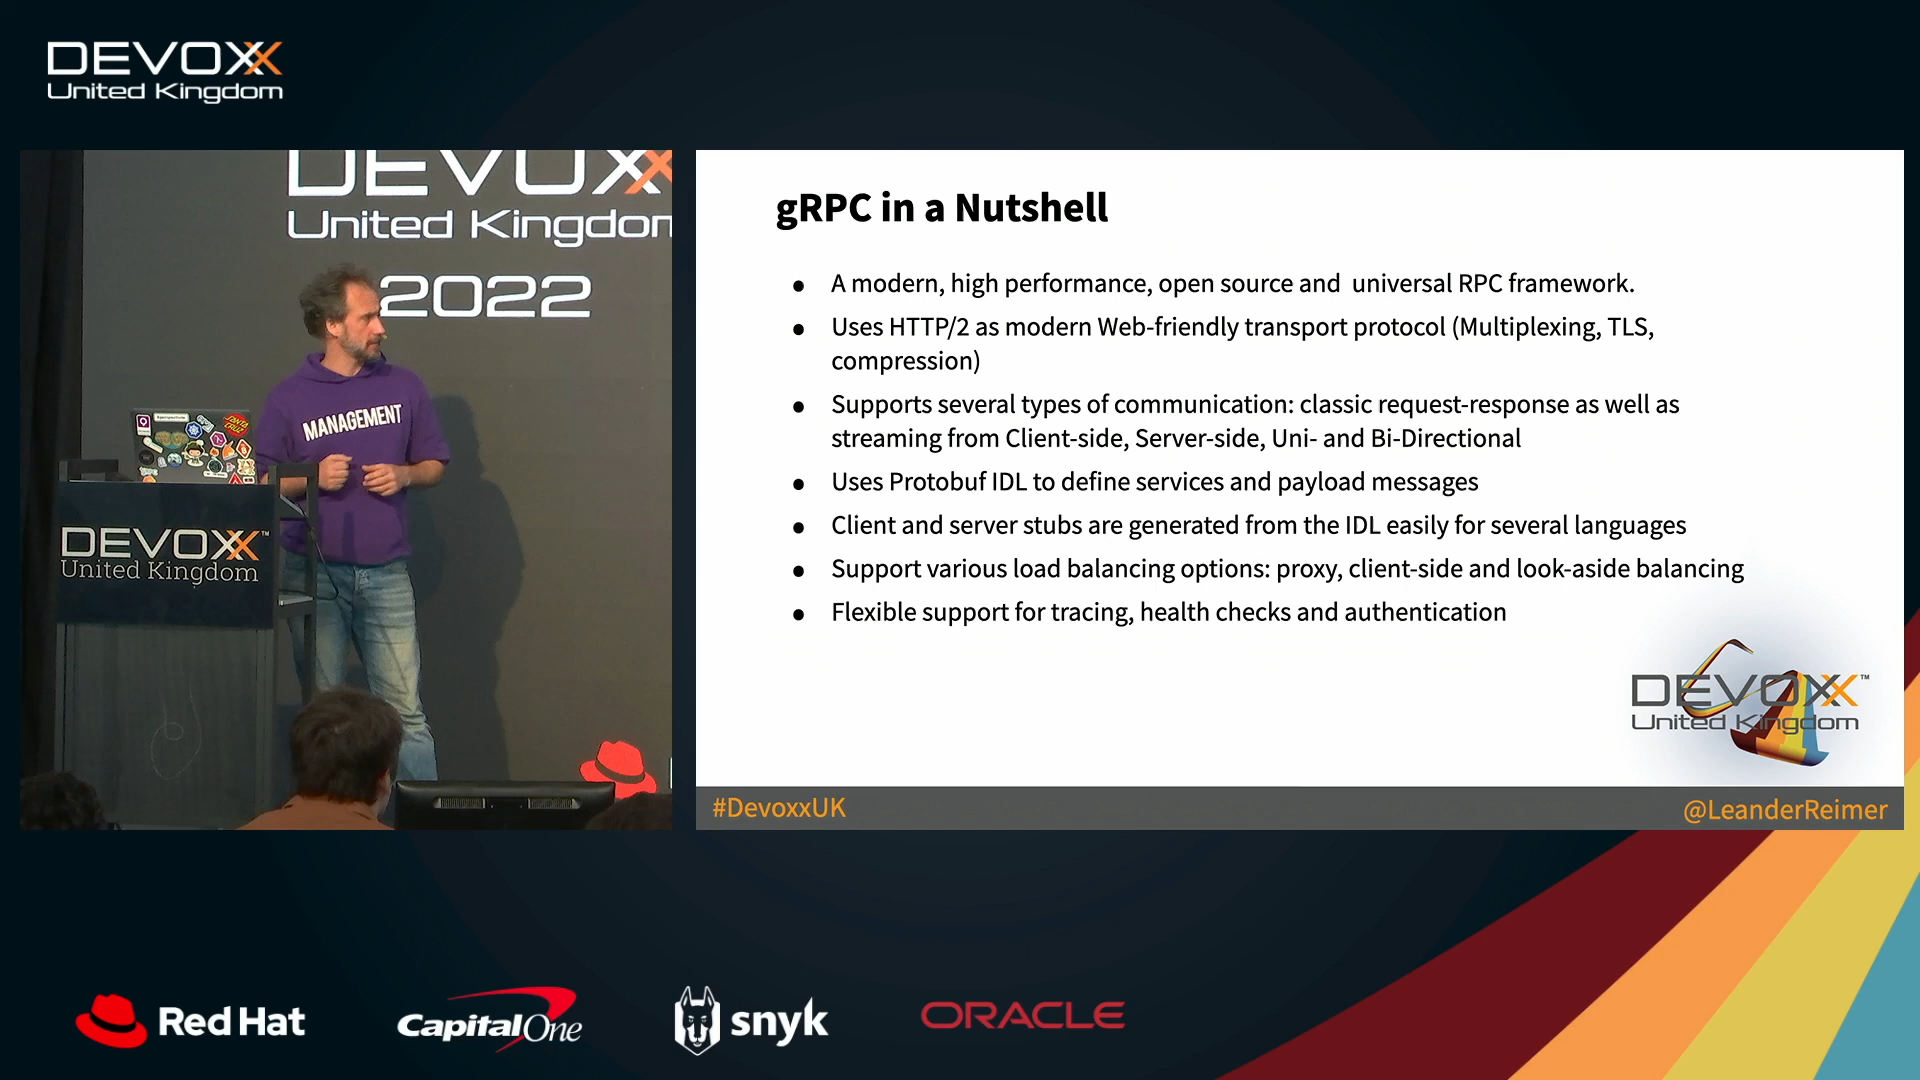 DEVOXX
United Kingdom
DEVOXX
United Kingdom
2022
MANAGEMENT
DEVOXX™
United Kingdom
gRPC in a Nutshell
● A modern, high performance, open source and universal RPC framework.
● Uses HTTP/2 as modern Web-friendly transport protocol (Multiplexing, TLS,
compression)
● Supports several types of communication: classic request-response as well as
streaming from Client-side, Server-side, Uni- and Bi-Directional
● Uses Protobuf IDL to define services and payload messages
● Client and server stubs are generated from the IDL easily for several languages
● Support various load balancing options: proxy, client-side and look-aside balancing
● Flexible support for tracing, health checks and authentication
DEVOXX™
United Kingdom
#DevoxxUK
@LeanderReimer
Red Hat
Capital One
snyk
ORACLE